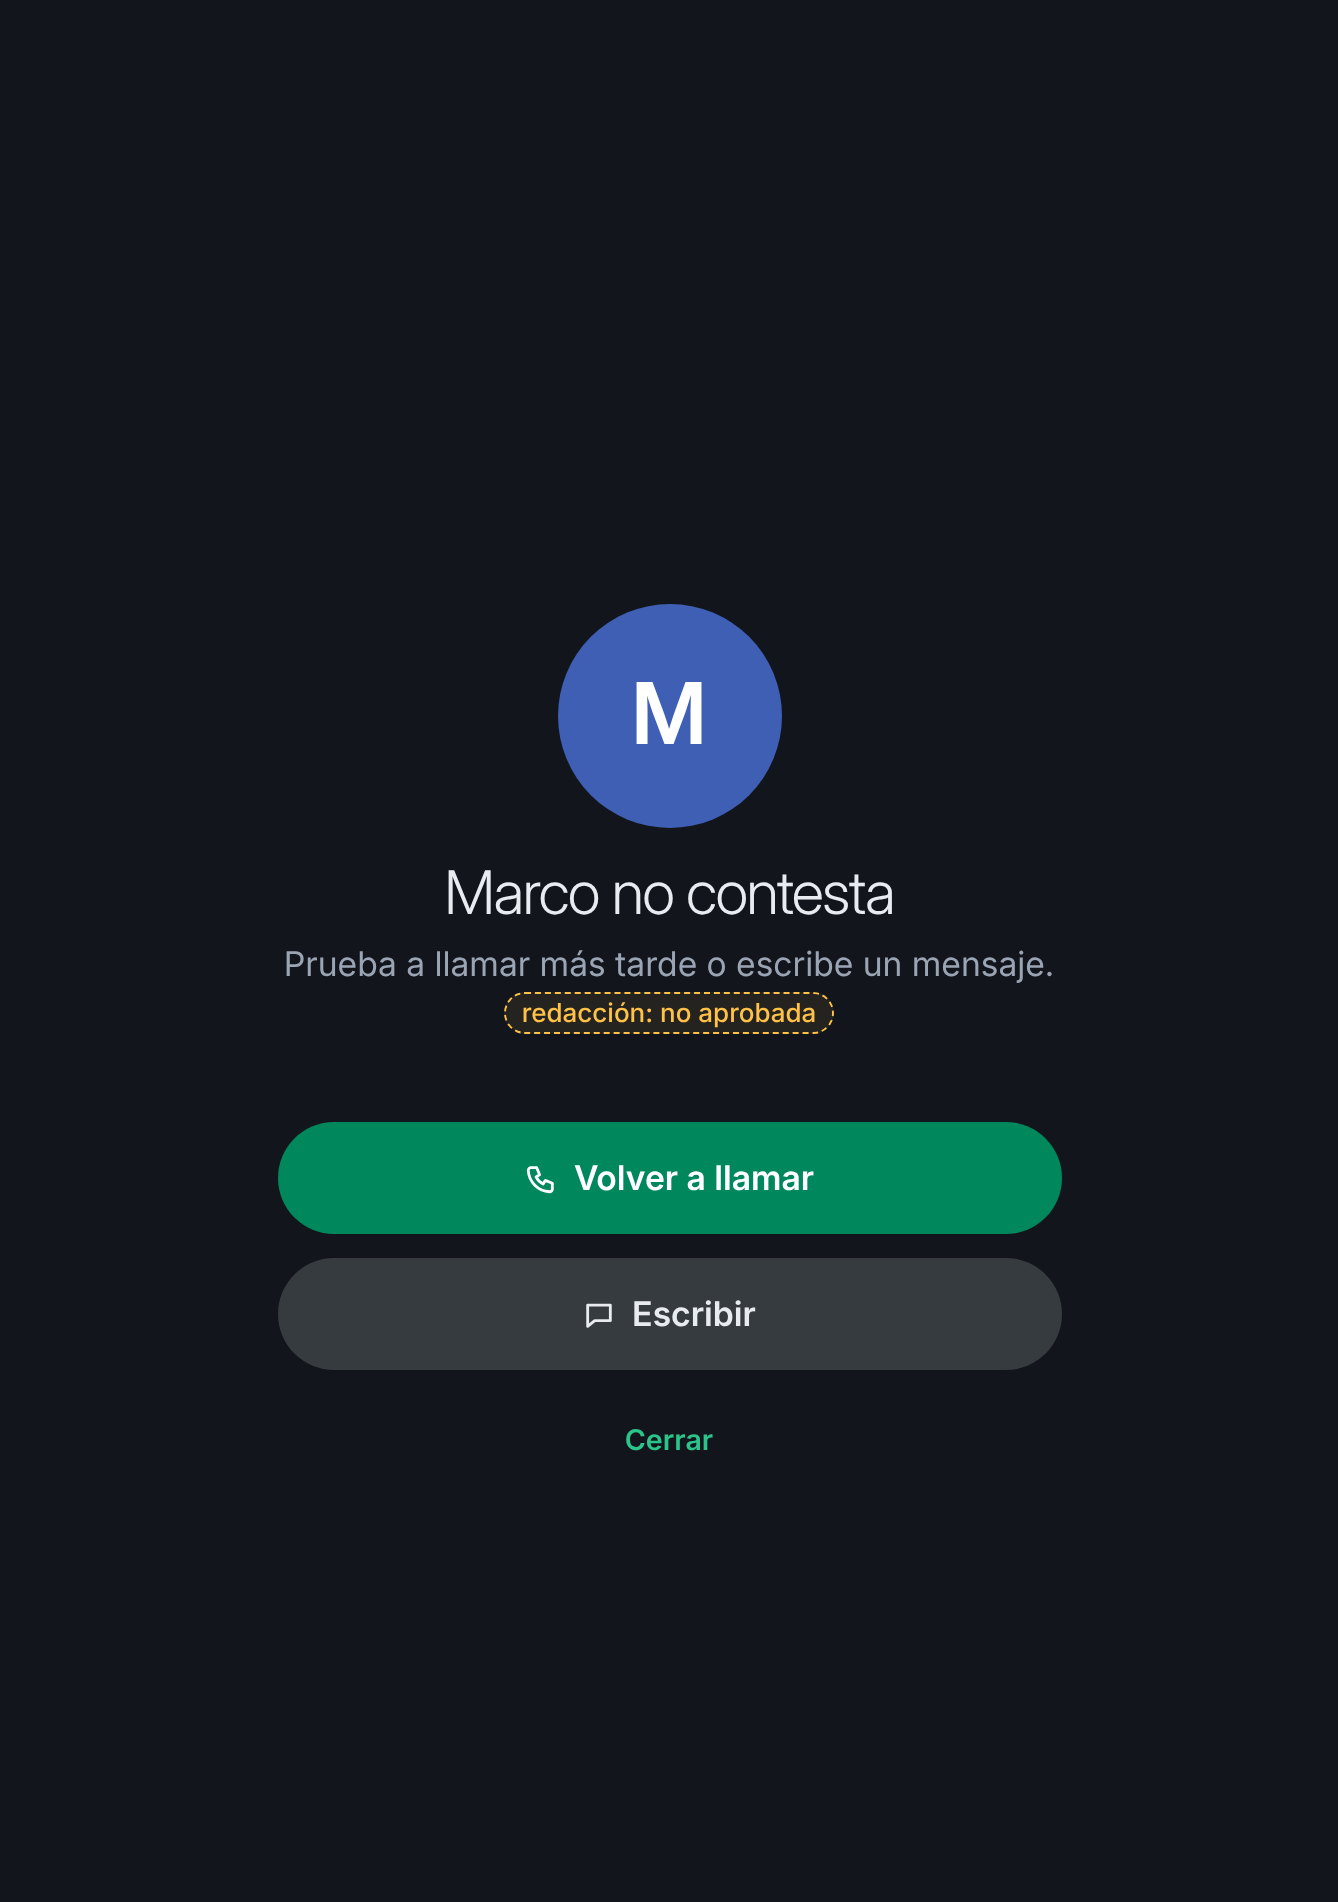 M
Marco no contesta
Prueba a llamar más tarde o escribe un mensaje.
redacción: no aprobada
Volver a llamar
Escribir
Cerrar